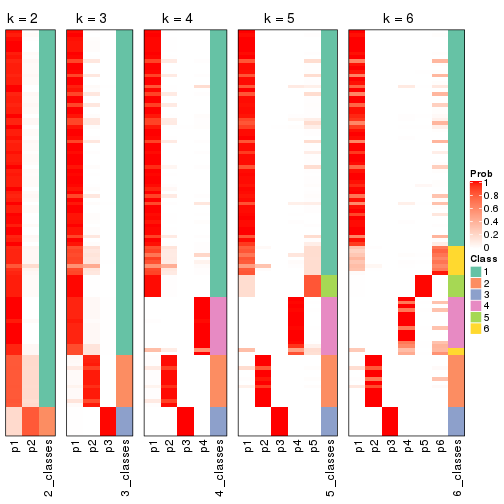 k = 2
k = 3
k = 4
k = 5
k = 6
Prob
1
0.8
0.6
0.4
0.2
0
Class
1
2
3
4
5
6
p1
p2
2_classes
p1
p2
p3
3_classes
p1
p2
p3
p4
4_classes
p1
p2
p3
p4
p5
5_classes
p1
p2
p3
p4
p5
p6
6_classes